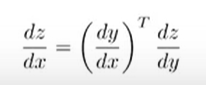 dz/dx = (dy/dx)^T dz/dy